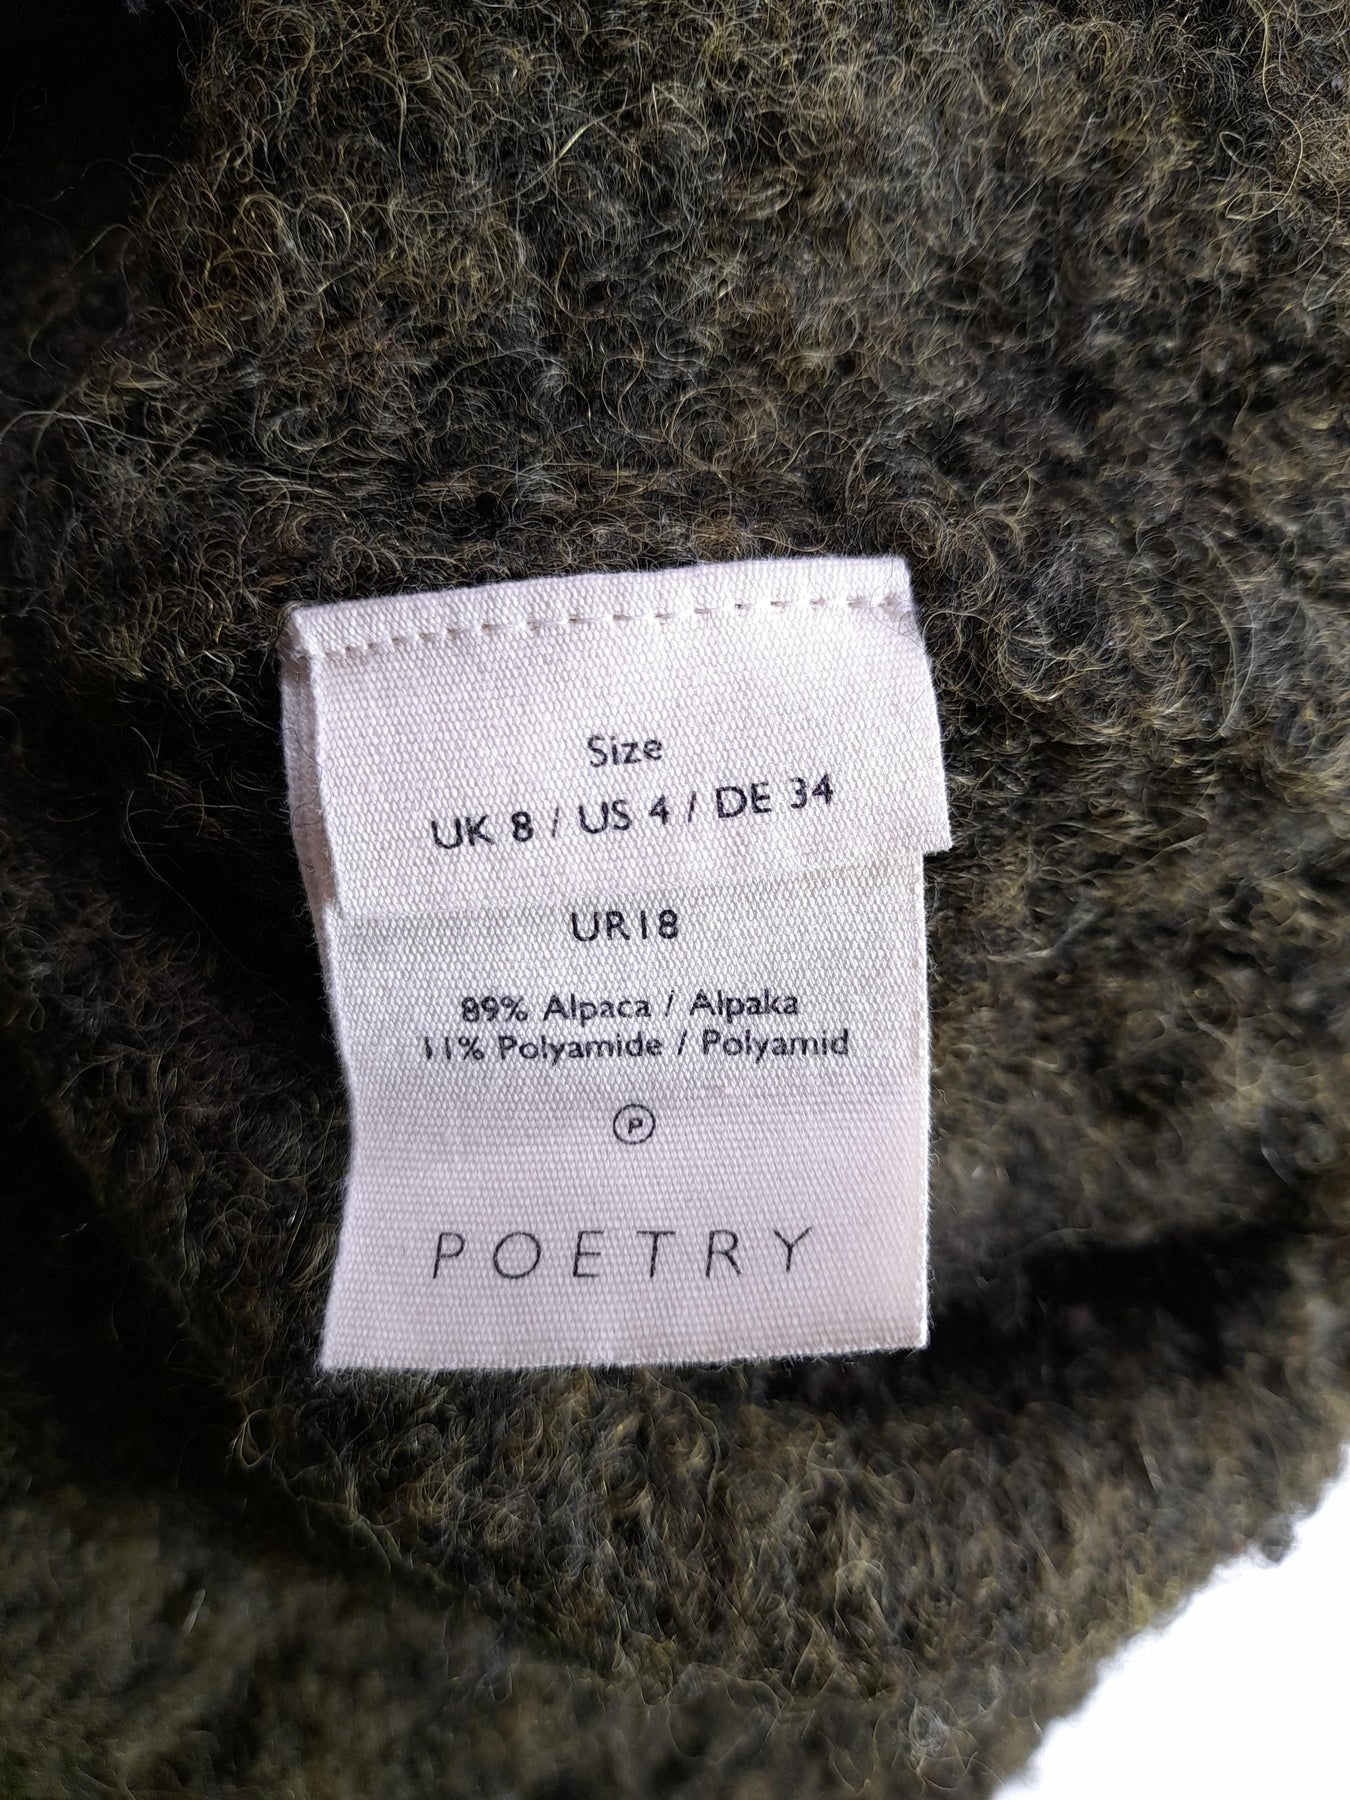 Size
UK 8 / US 4 / DE 34
UR18
89% Alpaca / Alpaka
11% Polyamide / Polyamid
P
POETRY